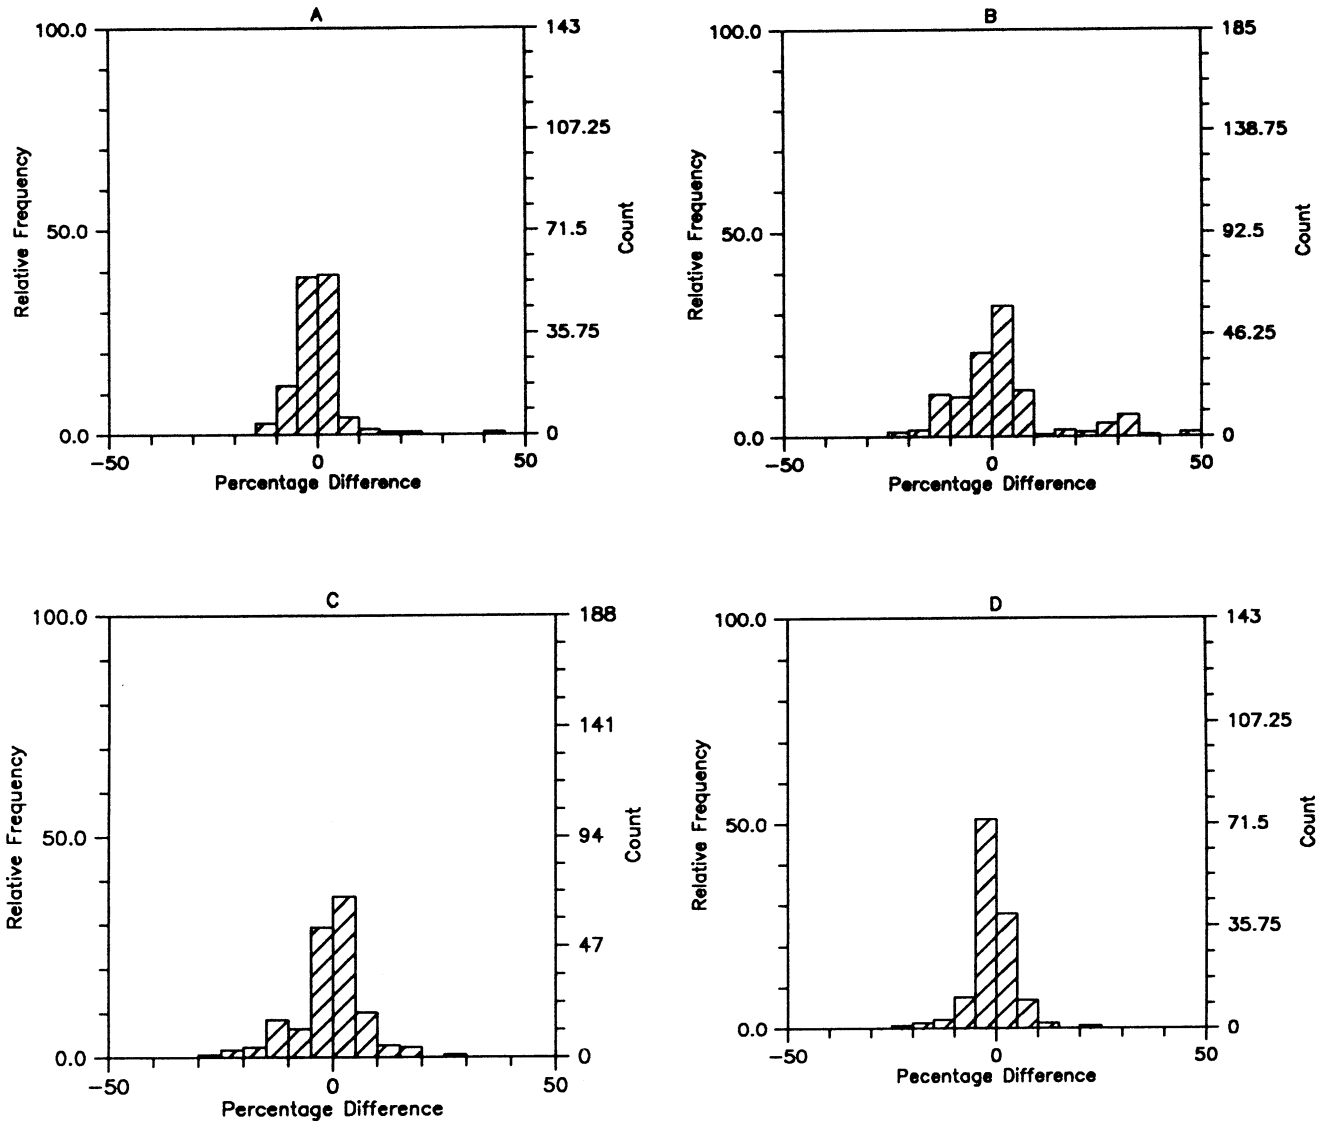 A
100.0
50.0
0.0
Relative Frequency
143
107.25
71.5
35.75
0
Count
-50
0
50
Percentage Difference
B
100.0
50.0
0.0
Relative Frequency
185
138.75
92.5
46.25
0
Count
-50
0
50
Percentage Difference
C
100.0
50.0
0.0
Relative Frequency
188
141
94
47
0
Count
-50
0
50
Percentage Difference
D
100.0
50.0
0.0
Relative Frequency
143
107.25
71.5
35.75
0
Count
-50
0
50
Pecentage Difference